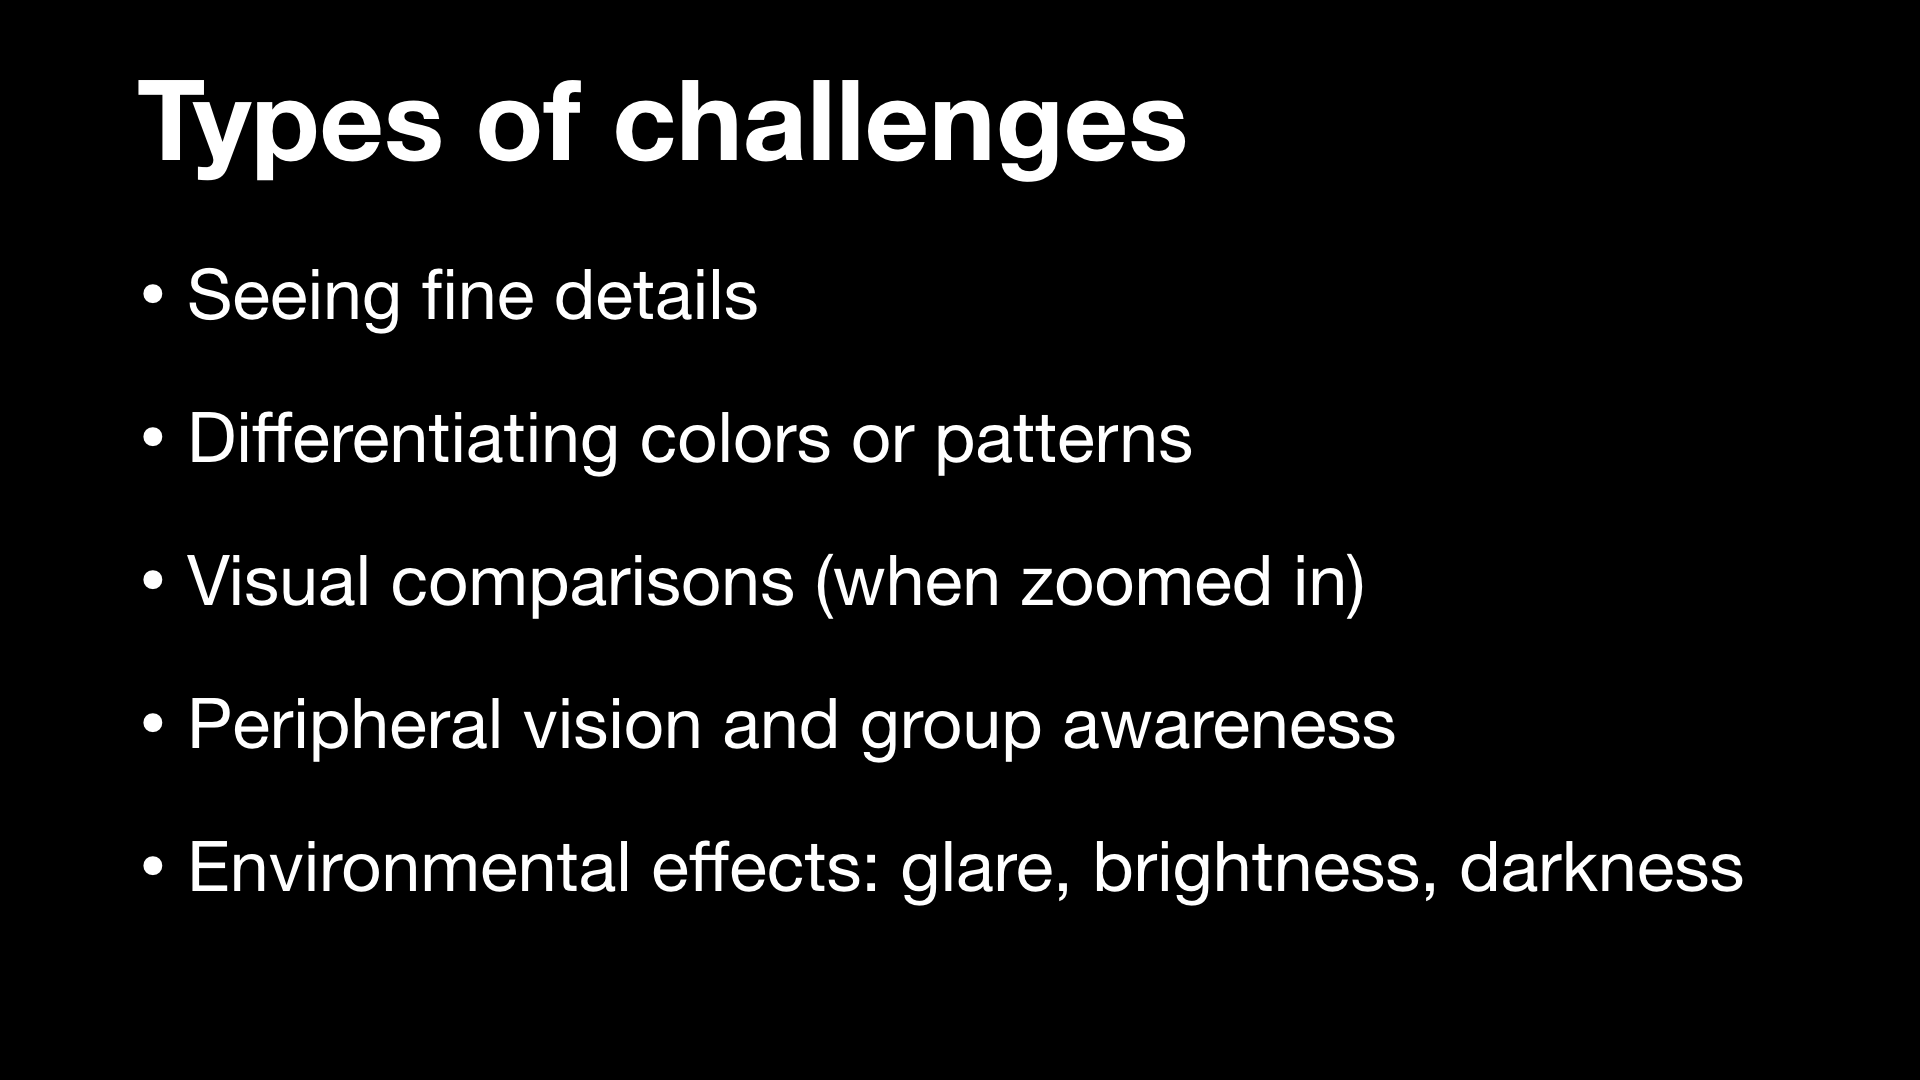 Types of challenges
• Seeing fine details
• Differentiating colors or patterns
• Visual comparisons (when zoomed in)
• Peripheral vision and group awareness
• Environmental effects: glare, brightness, darkness